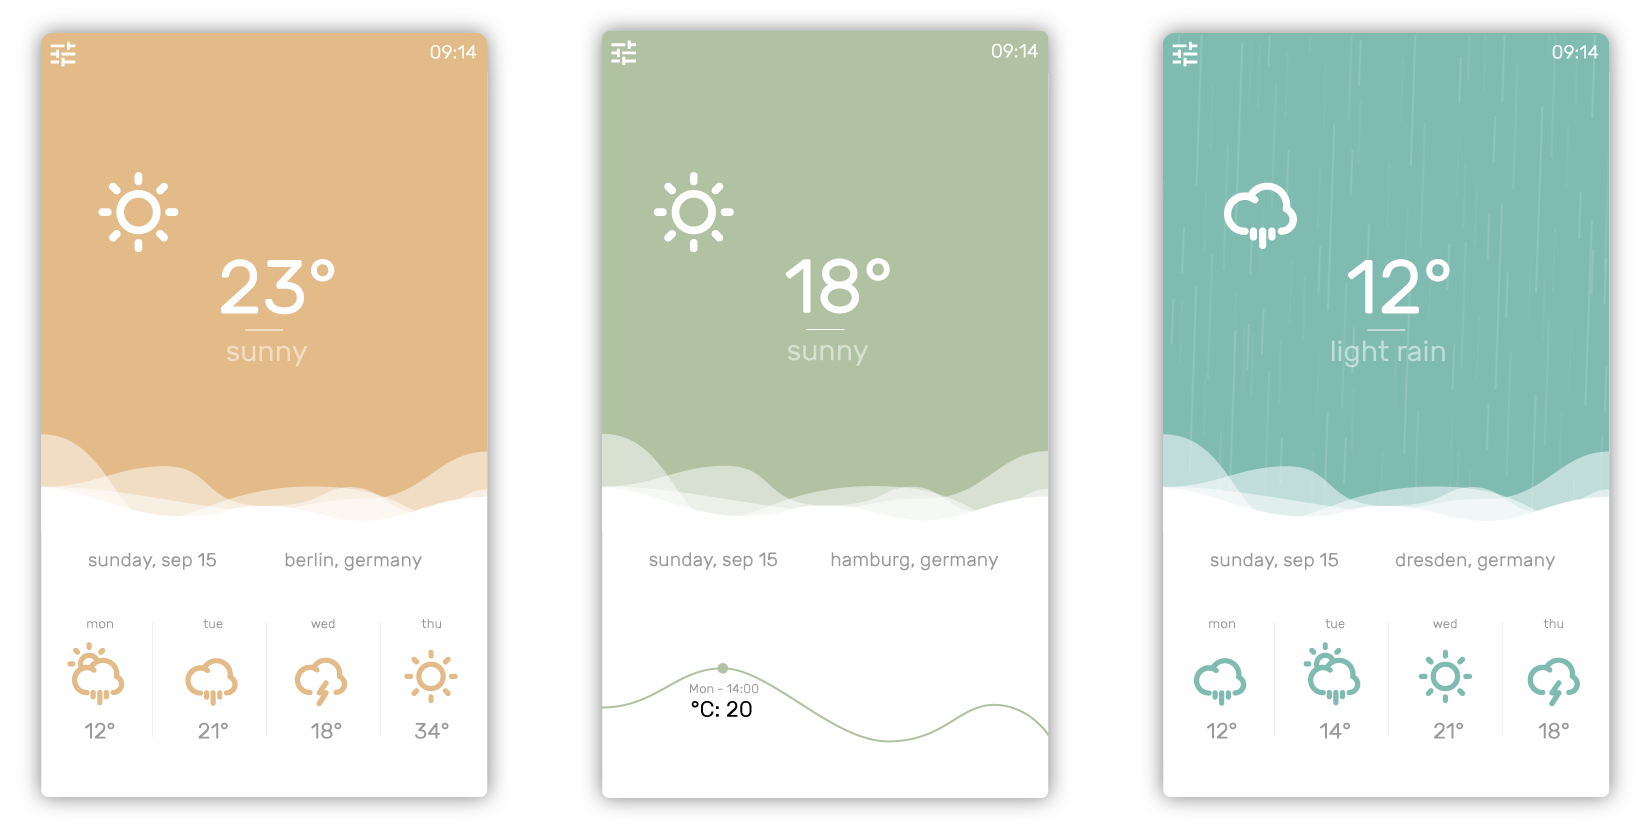 09:14
23°
sunny
sunday, sep 15 berlin, germany
mon tue wed thu
12° 21° 18° 34°
09:14
18°
sunny
sunday, sep 15 hamburg, germany
Mon - 14:00
°C: 20
09:14
12°
light rain
sunday, sep 15 dresden, germany
mon tue wed thu
12° 14° 21° 18°